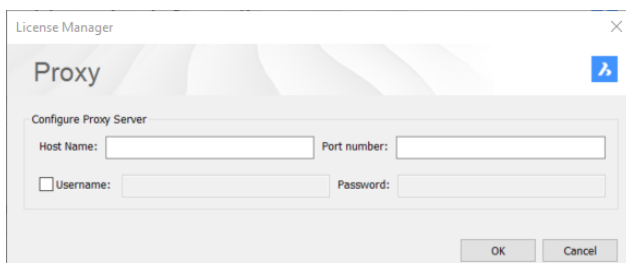 License Manager
Proxy
Configure Proxy Server
Host Name: Port number:
Username: Password:
OK Cancel